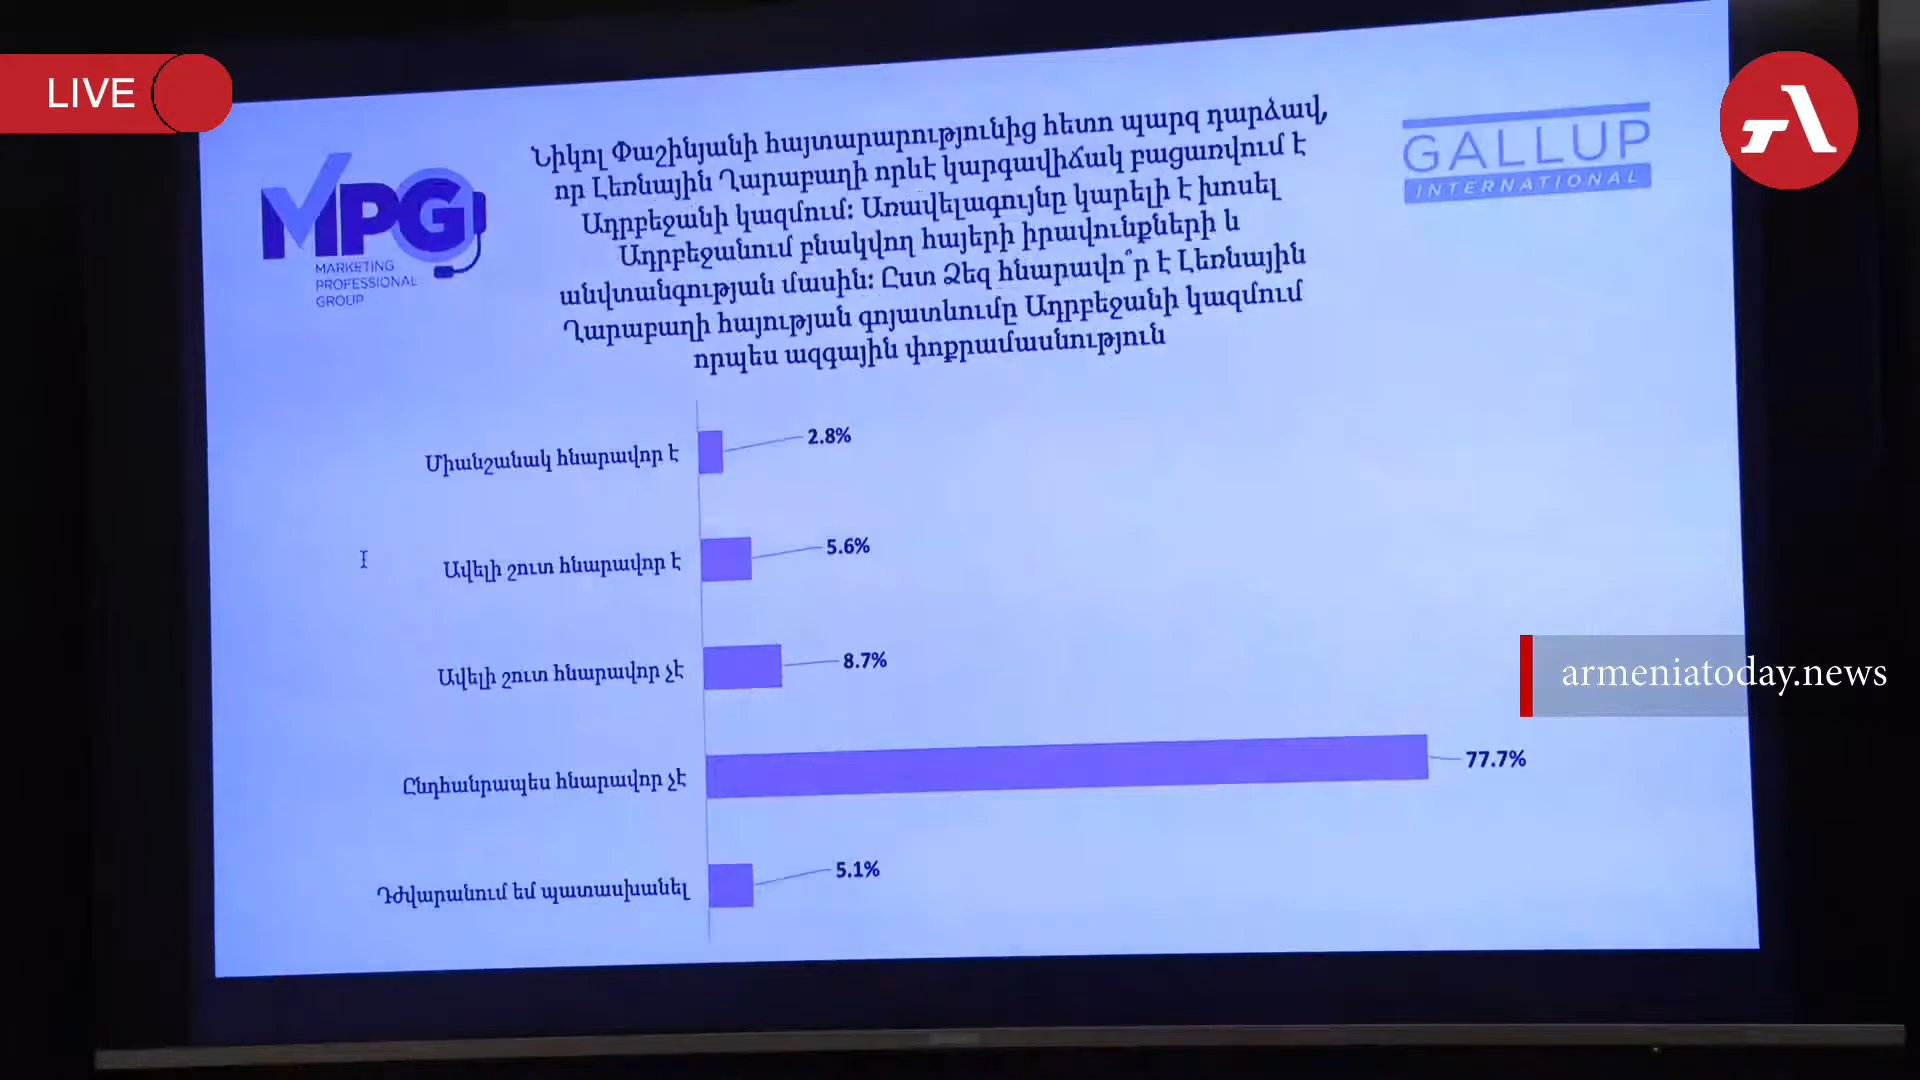 LIVE
MPG
MARKETING
PROFESSIONAL
GROUP
Նիկոլ Փաշինյանի հայտարարությունից հետո պարզ դարձավ,
որ Լեռնային Ղարաբաղի որևէ կարգավիճակ բացառվում է
Ադրբեջանի կազմում: Առավելագույնը կարելի է խոսել
Ադրբեջանում բնակվող հայերի իրավունքների և
անվտանգության մասին: Ըստ Ձեզ հնարավո՞ր է Լեռնային
Ղարաբաղի հայության գոյատևումը Ադրբեջանի կազմում
որպես ազգային փոքրամասնություն
GALLUP
INTERNATIONAL
Միանշանակ հնարավոր է 2.8%
Ավելի շուտ հնարավոր է 5.6%
Ավելի շուտ հնարավոր չէ 8.7%
Ընդհանրապես հնարավոր չէ 77.7%
Դժվարանում եմ պատասխանել 5.1%
armeniatoday.news